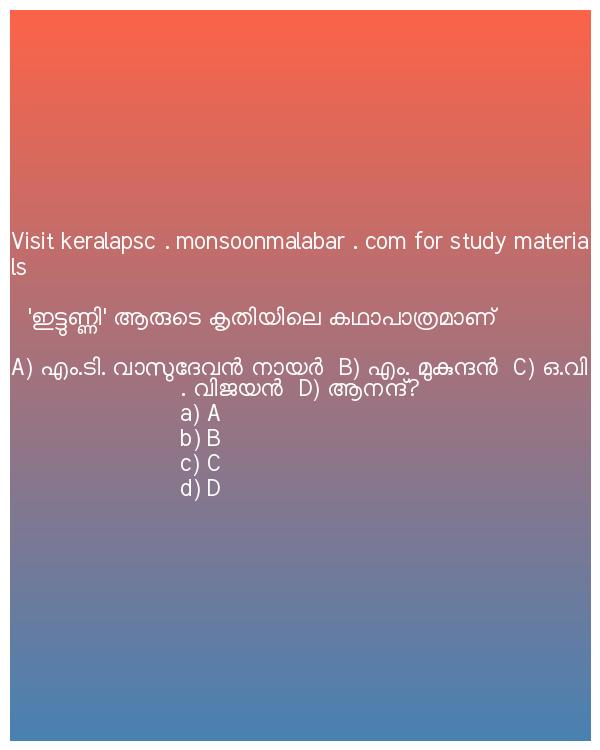 Visit keralapsc . monsoonmalabar . com for study materia
ls
'ഇട്ടുണ്ണി' ആരുടെ കൃതിയിലെ കഥാപാത്രമാണ്
A) എം.ടി. വാസുദേവൻ നായർ B) എം. മുകുന്ദൻ C) ഒ.വി
. വിജയൻ D) ആനന്ദ്?
a) A
b) B
c) C
d) D